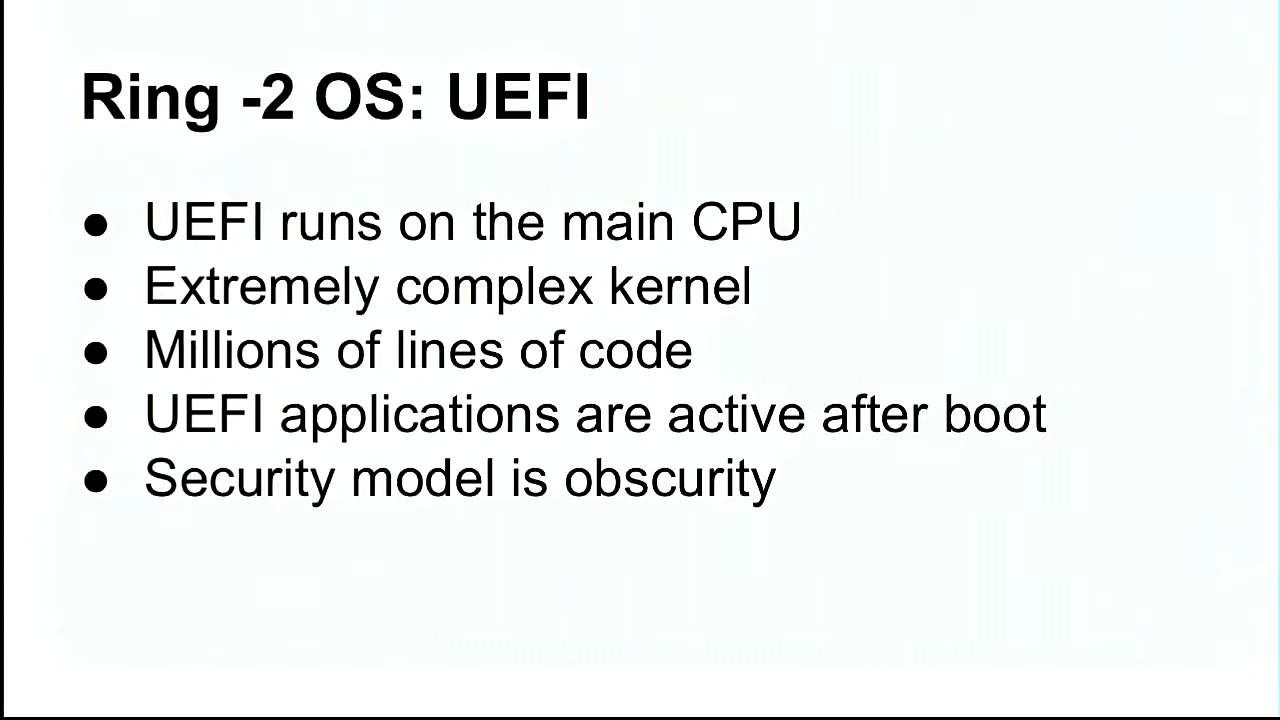 Ring -2 OS: UEFI
● UEFI runs on the main CPU
● Extremely complex kernel
● Millions of lines of code
● UEFI applications are active after boot
● Security model is obscurity